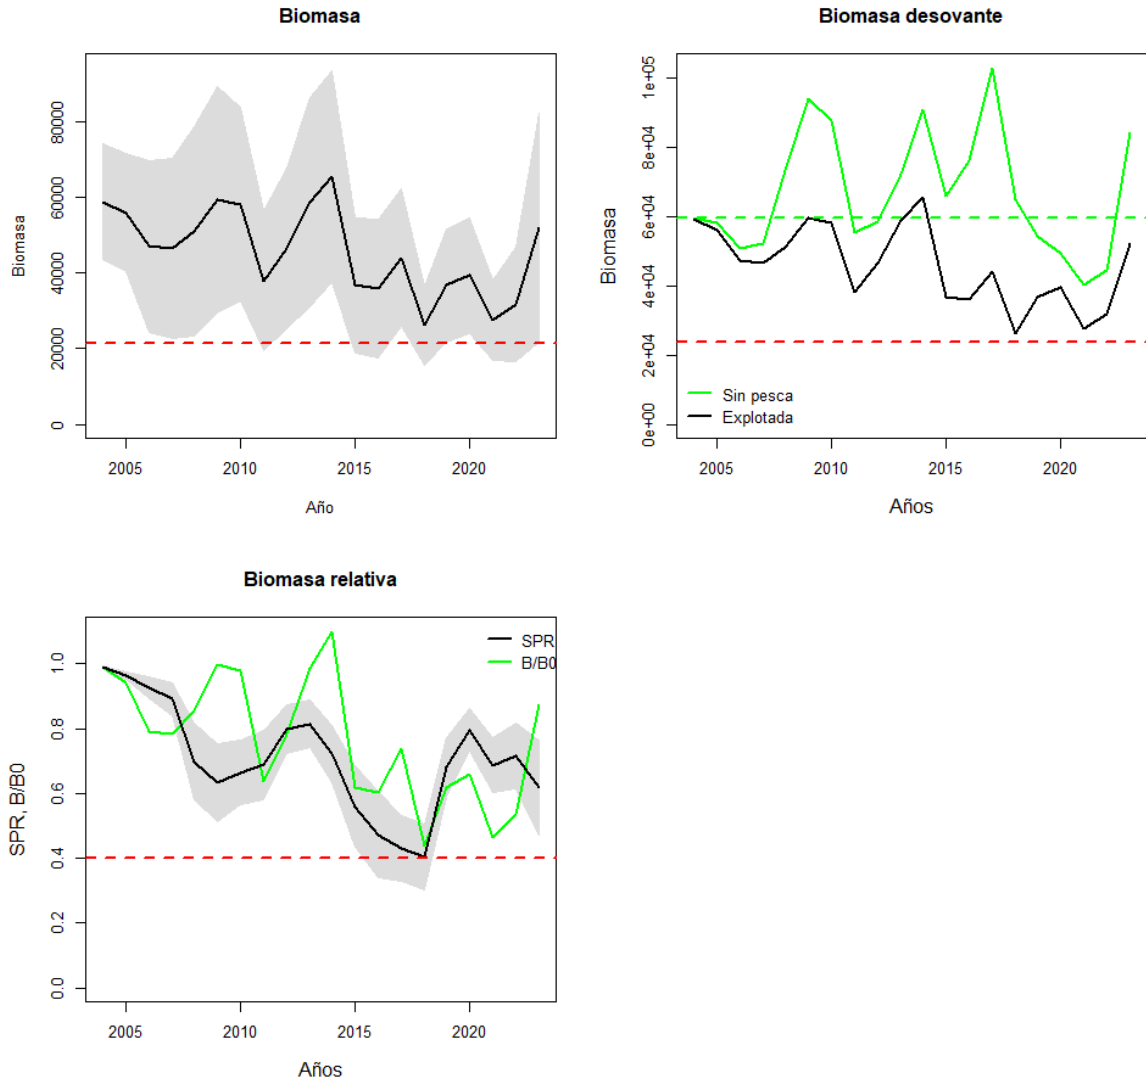 Biomasa
Biomasa
80000
60000
40000
20000
0
2005 2010 2015 2020
Año
Biomasa desovante
Biomasa
1e+05
8e+04
6e+04
4e+04
2e+04
0e+00
Sin pesca
Explotada
2005 2010 2015 2020
Años
Biomasa relativa
SPR, B/B0
1.0
0.8
0.6
0.4
0.2
0.0
SPR
B/B0
2005 2010 2015 2020
Años